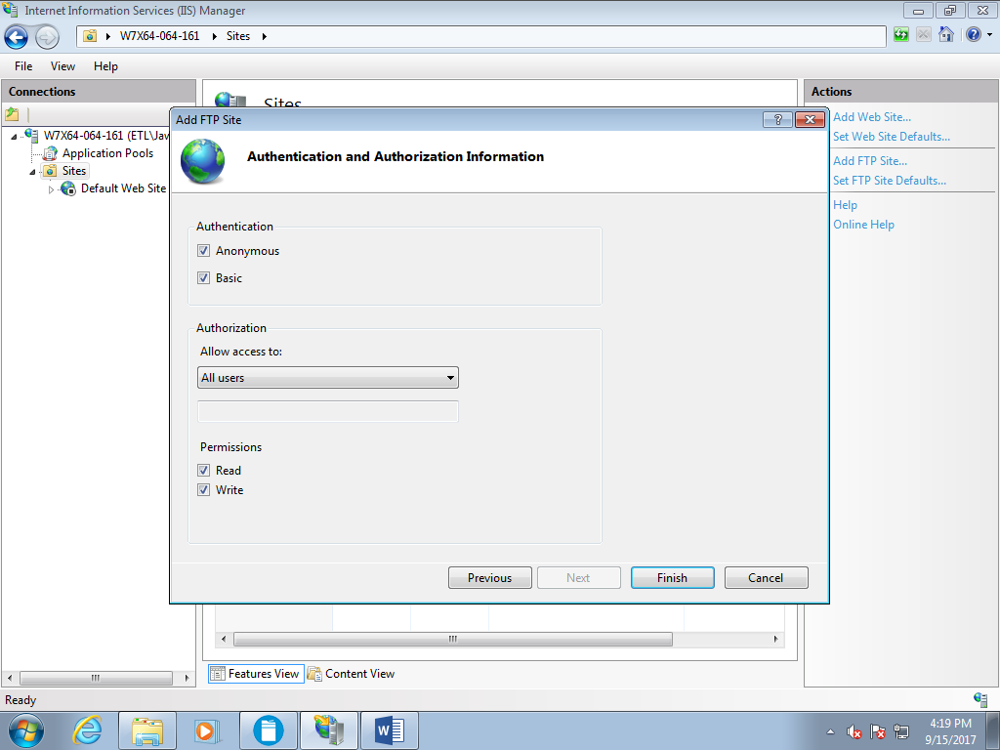 Internet Information Services (IIS) Manager
W7X64-064-161
Sites
File View Help
Connections
W7X64-064-161 (ETL\Jav
Application Pools
Sites
Default Web Site
Sites
Add FTP Site
?
Authentication and Authorization Information
Authentication
Anonymous
Basic
Authorization
Allow access to:
All users
Permissions
Read
Write
Previous Next Finish Cancel
Actions
Add Web Site...
Set Web Site Defaults...
Add FTP Site...
Set FTP Site Defaults...
Help
Online Help
Features View Content View
Ready
4:19 PM
9/15/2017